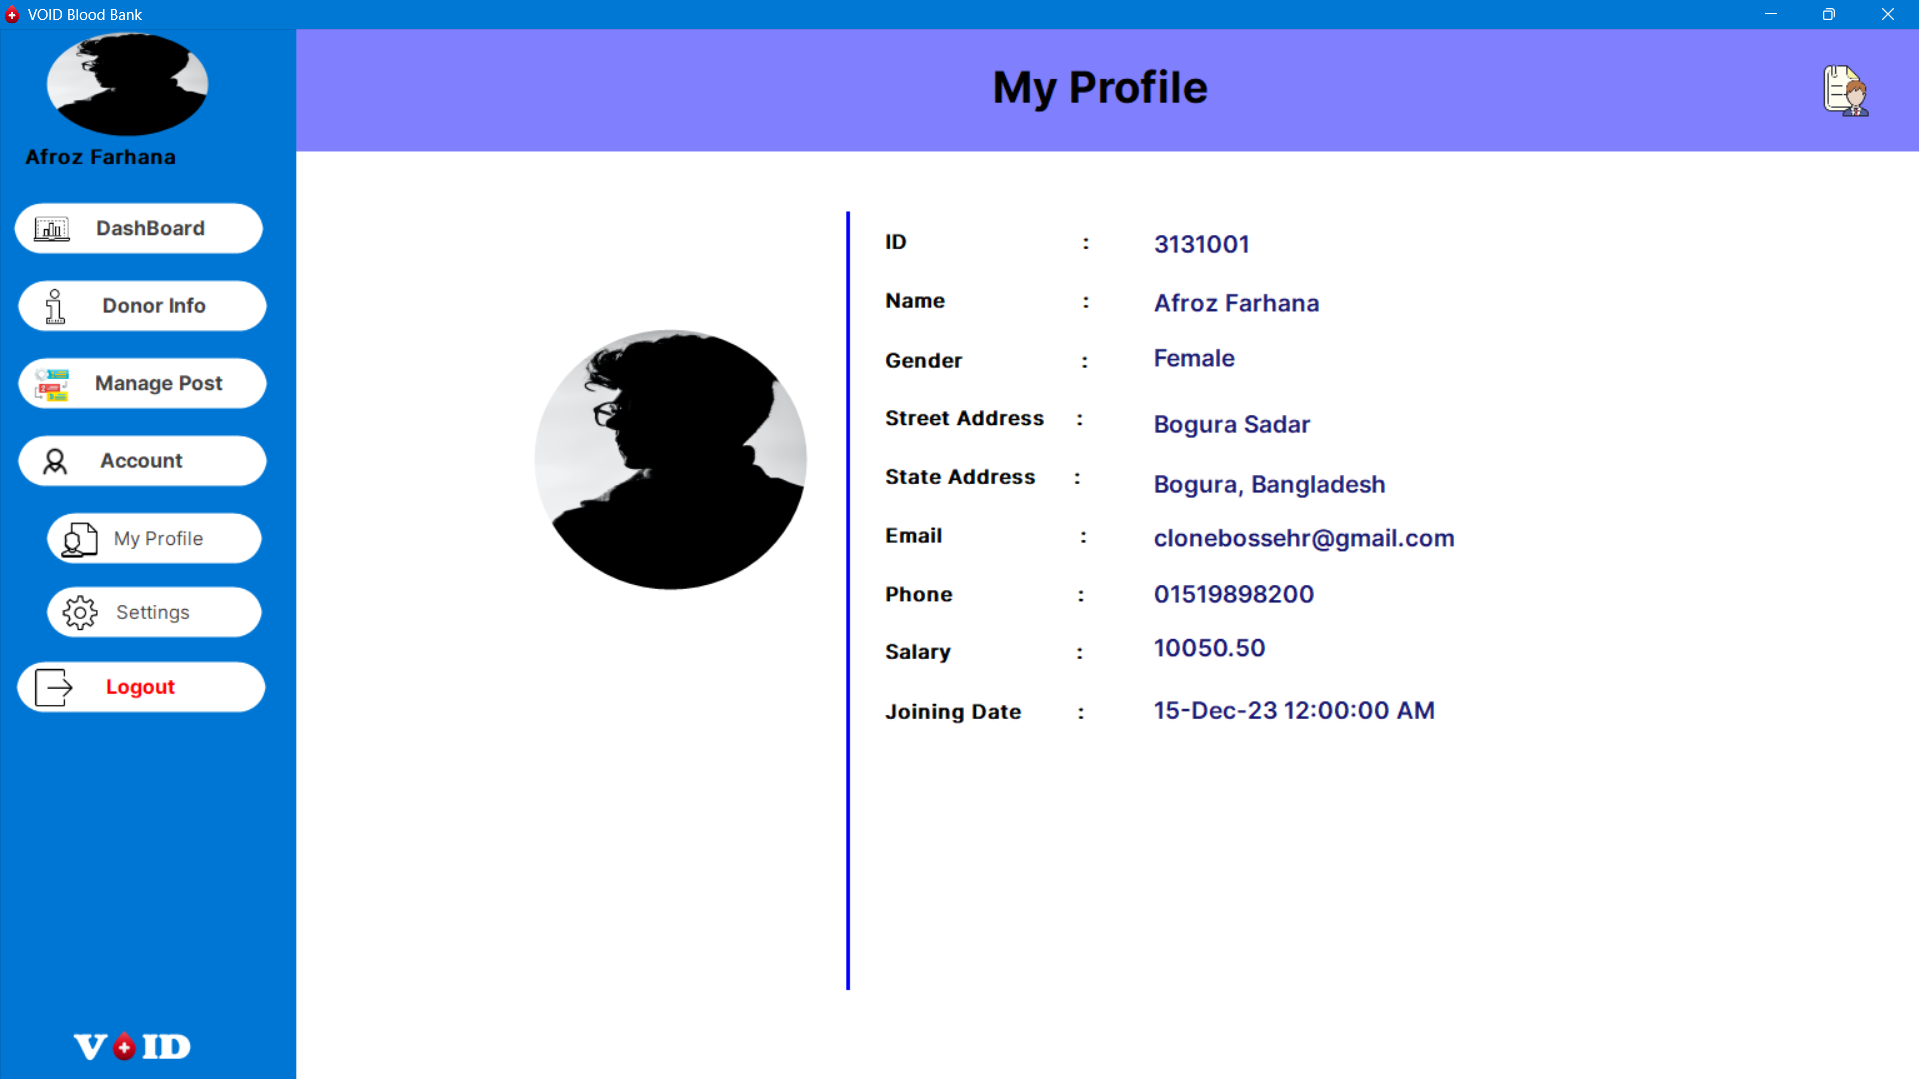 VOID Blood Bank
My Profile
Afroz Farhana
DashBoard
Donor Info
Manage Post
Account
My Profile
Settings
Logout
VOID
ID : 3131001
Name : Afroz Farhana
Gender : Female
Street Address : Bogura Sadar
State Address : Bogura, Bangladesh
Email : clonebossehr@gmail.com
Phone : 01519898200
Salary : 10050.50
Joining Date : 15-Dec-23 12:00:00 AM